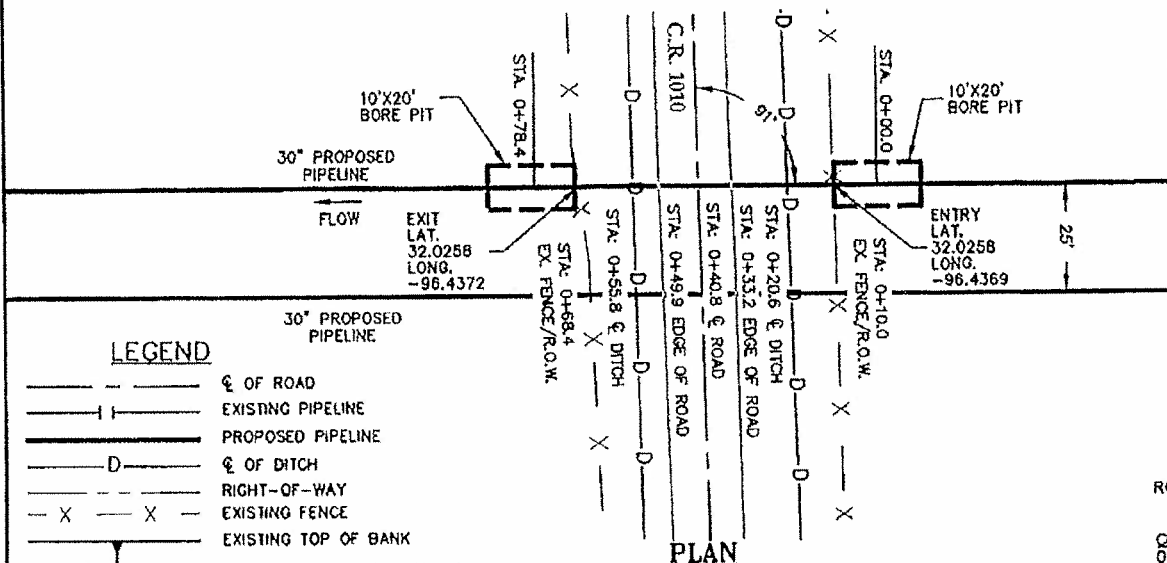 STA. 0+78.4
C.R. 1010
STA. 0+00.0
10'X20'
BORE PIT
91°
10'X20'
BORE PIT
30" PROPOSED
PIPELINE
FLOW
EXIT
LAT.
32.0258
LONG.
-96.4372
ENTRY
LAT.
32.0258
LONG.
-96.4369
25'
STA: 0+68.4
EX. FENCE/R.O.W.
STA: 0+55.8 ℄ DITCH
STA: 0+49.9 EDGE OF ROAD
STA: 0+40.8 ℄ ROAD
STA: 0+33.2 EDGE OF ROAD
STA: 0+20.6 ℄ DITCH
STA: 0+10.0
EX. FENCE/R.O.W.
30" PROPOSED
PIPELINE
LEGEND
℄ OF ROAD
EXISTING PIPELINE
PROPOSED PIPELINE
D
℄ OF DITCH
RIGHT-OF-WAY
X X
EXISTING FENCE
EXISTING TOP OF BANK
PLAN